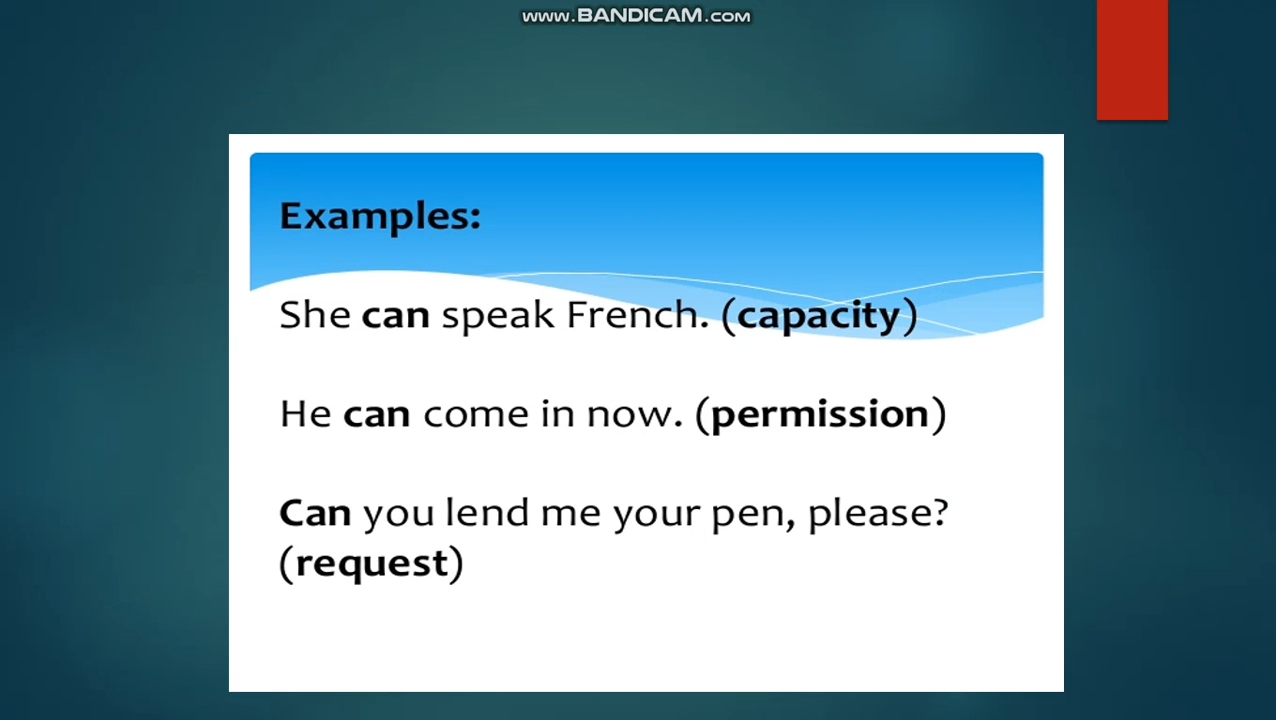 www.BANDICAM.com
Examples:
She can speak French. (capacity)
He can come in now. (permission)
Can you lend me your pen, please?
(request)